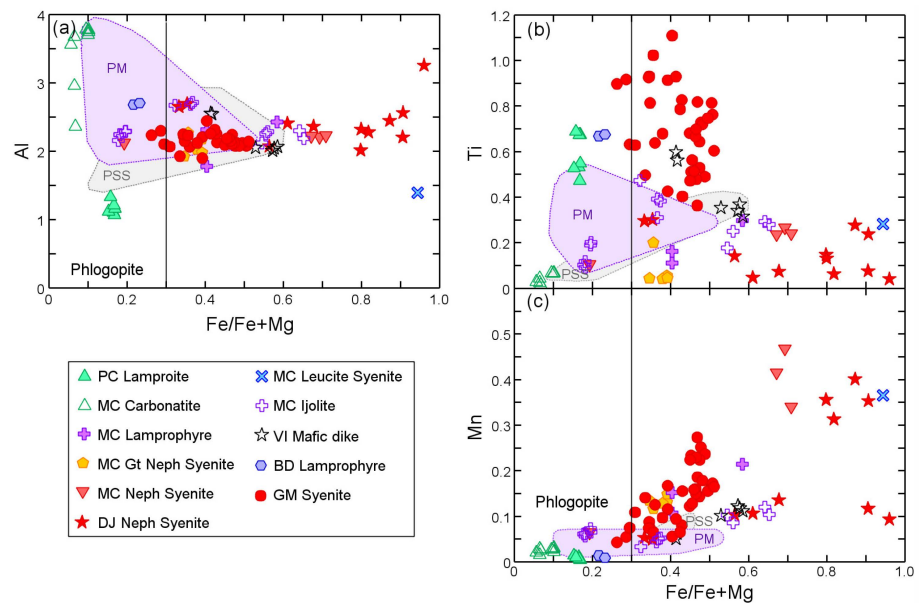 (a)
4
3
2
1
0
Al
PM
PSS
Phlogopite
0
0.2
0.4
0.6
0.8
1.0
Fe/Fe+Mg
(b)
1.2
1.0
0.8
0.6
0.4
0.2
0
Ti
PM
PSS
(c)
0.5
0.4
0.3
0.2
0.1
0
Mn
Phlogopite
PSS
PM
0
0.2
0.4
0.6
0.8
1.0
Fe/Fe+Mg
PC Lamproite
MC Carbonatite
MC Lamprophyre
MC Gt Neph Syenite
MC Neph Syenite
DJ Neph Syenite
MC Leucite Syenite
MC Ijolite
VI Mafic dike
BD Lamprophyre
GM Syenite